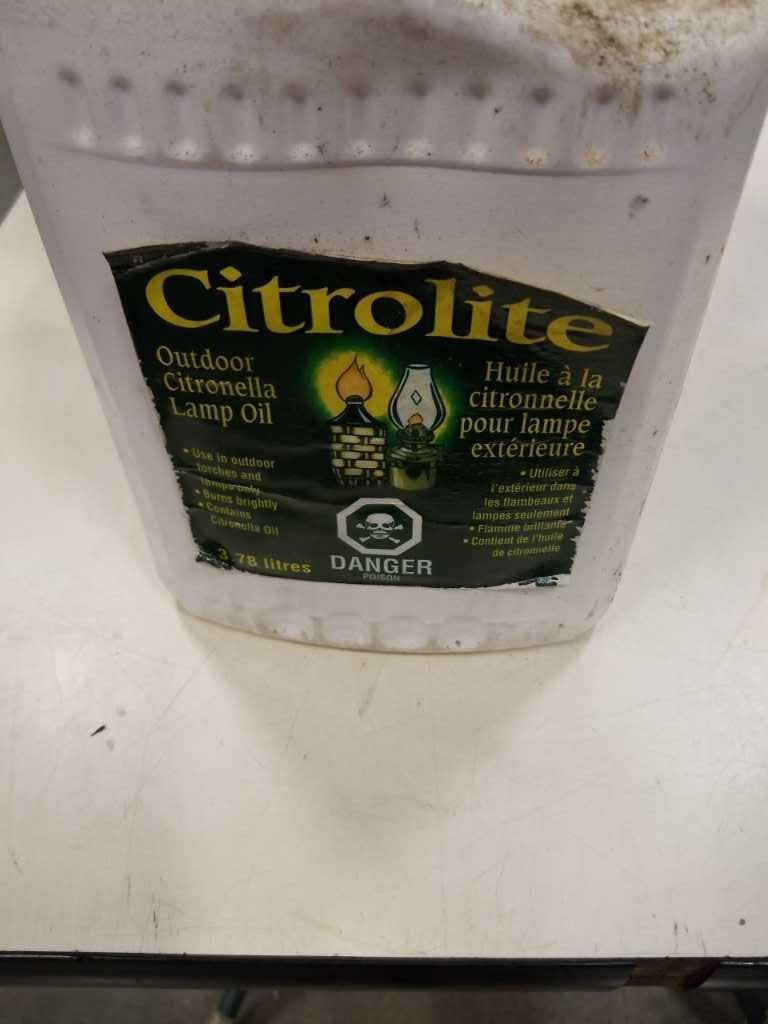 Citrolite
Outdoor
Citronella
Lamp Oil
• Use in outdoor
torches and
lamps only
• Burns brightly
• Contains
Citronella Oil
3.78 litres
Huile à la
citronnelle
pour lampe
extérieure
• Utiliser à
l'extérieur dans
les flambeaux et
lampes seulement
• Flamme brillante
• Contient de l'huile
de citronnelle
DANGER
POISON